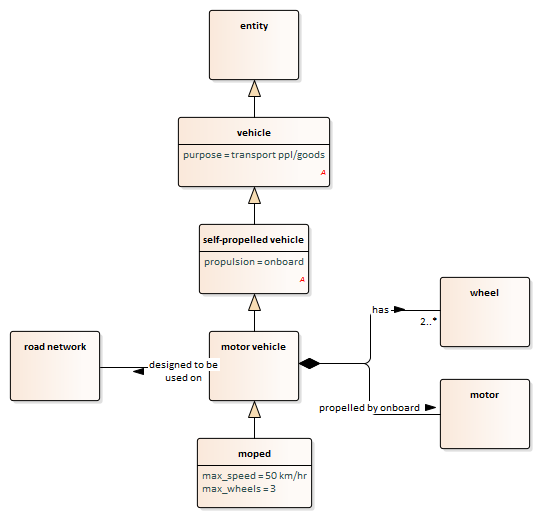 entity
vehicle
purpose = transport ppl/goods
A
self-propelled vehicle
propulsion = onboard
A
has
wheel
2..*
road network
designed to be
used on
motor vehicle
propelled by onboard
motor
moped
max_speed = 50 km/hr
max_wheels = 3